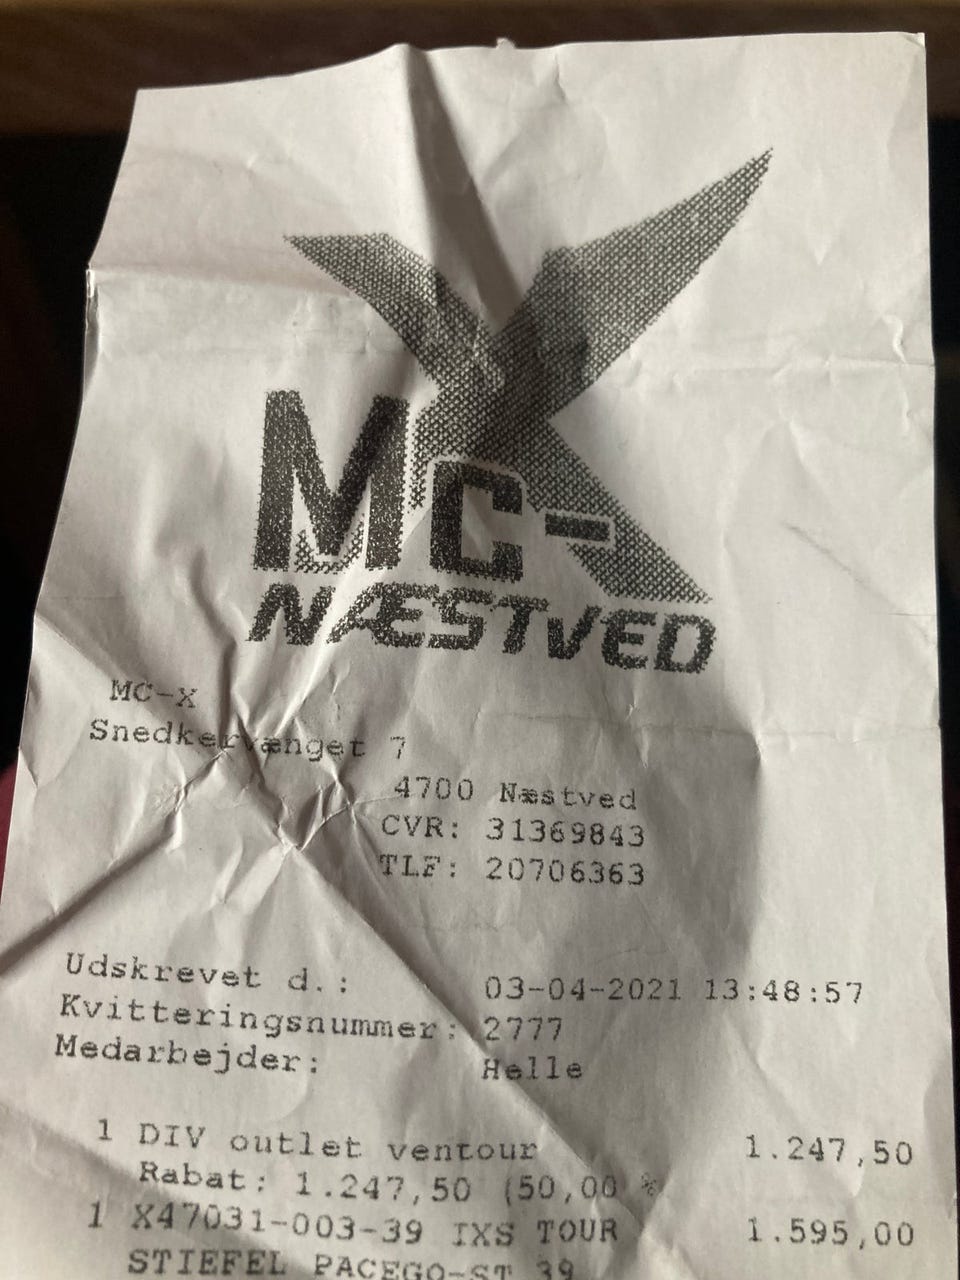 MC-X
NÆSTVED
MC-X
Snedkervænget 7
4700 Næstved
CVR: 31369843
TLF: 20706363
Udskrevet d.: 03-04-2021 13:48:57
Kvitteringsnummer: 2777
Medarbejder: Helle
1 DIV outlet ventour 1.247,50
Rabat: 1.247,50 (50,00 %
1 X47031-003-39 IXS TOUR 1.595,00
STIEFEL PACEGO-ST 39